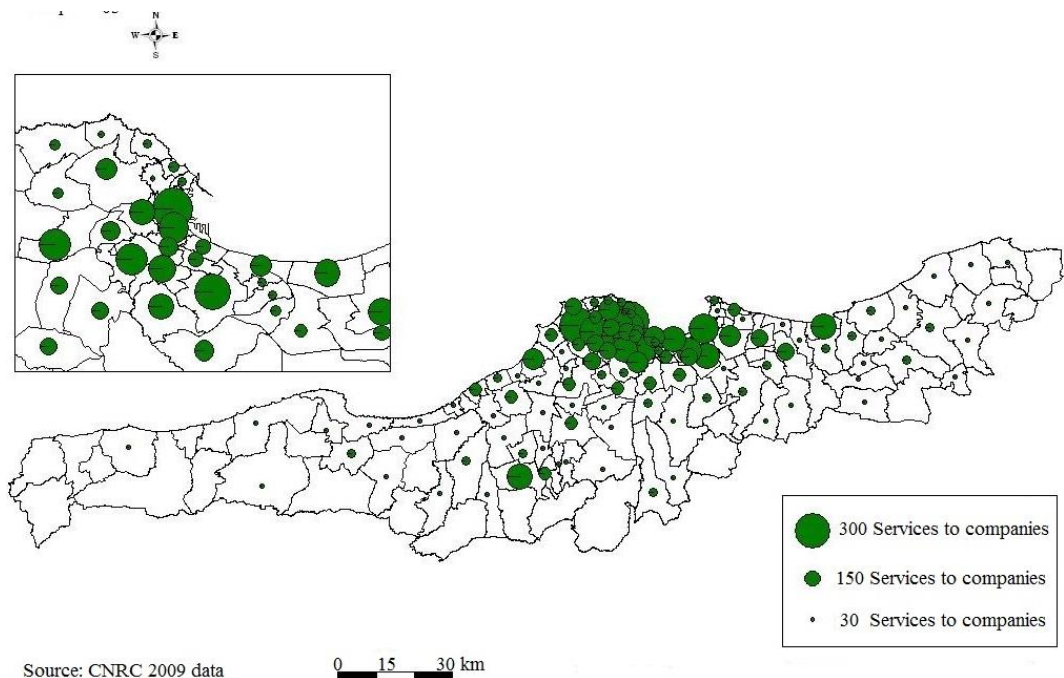 N
W E
S
300 Services to companies
150 Services to companies
30 Services to companies
Source: CNRC 2009 data
0 15 30 km